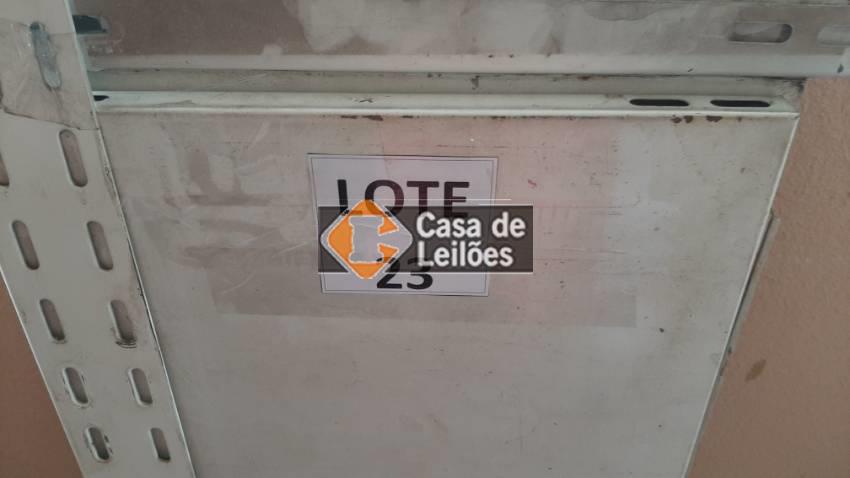 LOTE
Casa de
Leilões
23